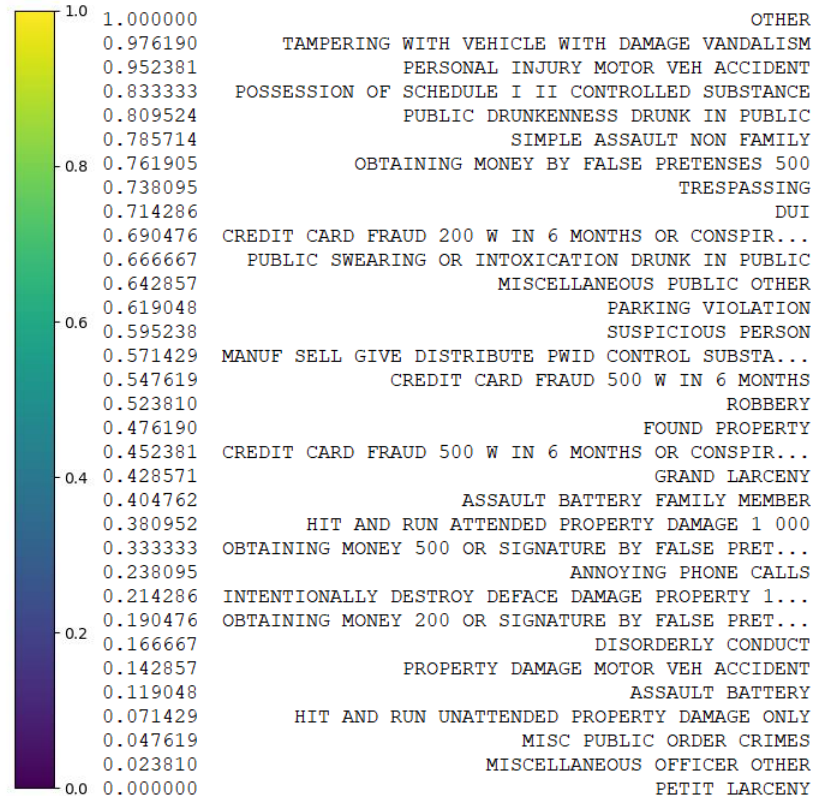 1.0
1.000000 OTHER
0.976190 TAMPERING WITH VEHICLE WITH DAMAGE VANDALISM
0.952381 PERSONAL INJURY MOTOR VEH ACCIDENT
0.833333 POSSESSION OF SCHEDULE I II CONTROLLED SUBSTANCE
0.809524 PUBLIC DRUNKENNESS DRUNK IN PUBLIC
0.785714 SIMPLE ASSAULT NON FAMILY
0.8
0.761905 OBTAINING MONEY BY FALSE PRETENSES 500
0.738095 TRESPASSING
0.714286 DUI
0.690476 CREDIT CARD FRAUD 200 W IN 6 MONTHS OR CONSPIR...
0.666667 PUBLIC SWEARING OR INTOXICATION DRUNK IN PUBLIC
0.642857 MISCELLANEOUS PUBLIC OTHER
0.619048 PARKING VIOLATION
0.6
0.595238 SUSPICIOUS PERSON
0.571429 MANUF SELL GIVE DISTRIBUTE PWID CONTROL SUBSTA...
0.547619 CREDIT CARD FRAUD 500 W IN 6 MONTHS
0.523810 ROBBERY
0.476190 FOUND PROPERTY
0.452381 CREDIT CARD FRAUD 500 W IN 6 MONTHS OR CONSPIR...
0.4
0.428571 GRAND LARCENY
0.404762 ASSAULT BATTERY FAMILY MEMBER
0.380952 HIT AND RUN ATTENDED PROPERTY DAMAGE 1 000
0.333333 OBTAINING MONEY 500 OR SIGNATURE BY FALSE PRET...
0.238095 ANNOYING PHONE CALLS
0.214286 INTENTIONALLY DESTROY DEFACE DAMAGE PROPERTY 1...
0.190476 OBTAINING MONEY 200 OR SIGNATURE BY FALSE PRET...
0.2
0.166667 DISORDERLY CONDUCT
0.142857 PROPERTY DAMAGE MOTOR VEH ACCIDENT
0.119048 ASSAULT BATTERY
0.071429 HIT AND RUN UNATTENDED PROPERTY DAMAGE ONLY
0.047619 MISC PUBLIC ORDER CRIMES
0.023810 MISCELLANEOUS OFFICER OTHER
0.0
0.000000 PETIT LARCENY